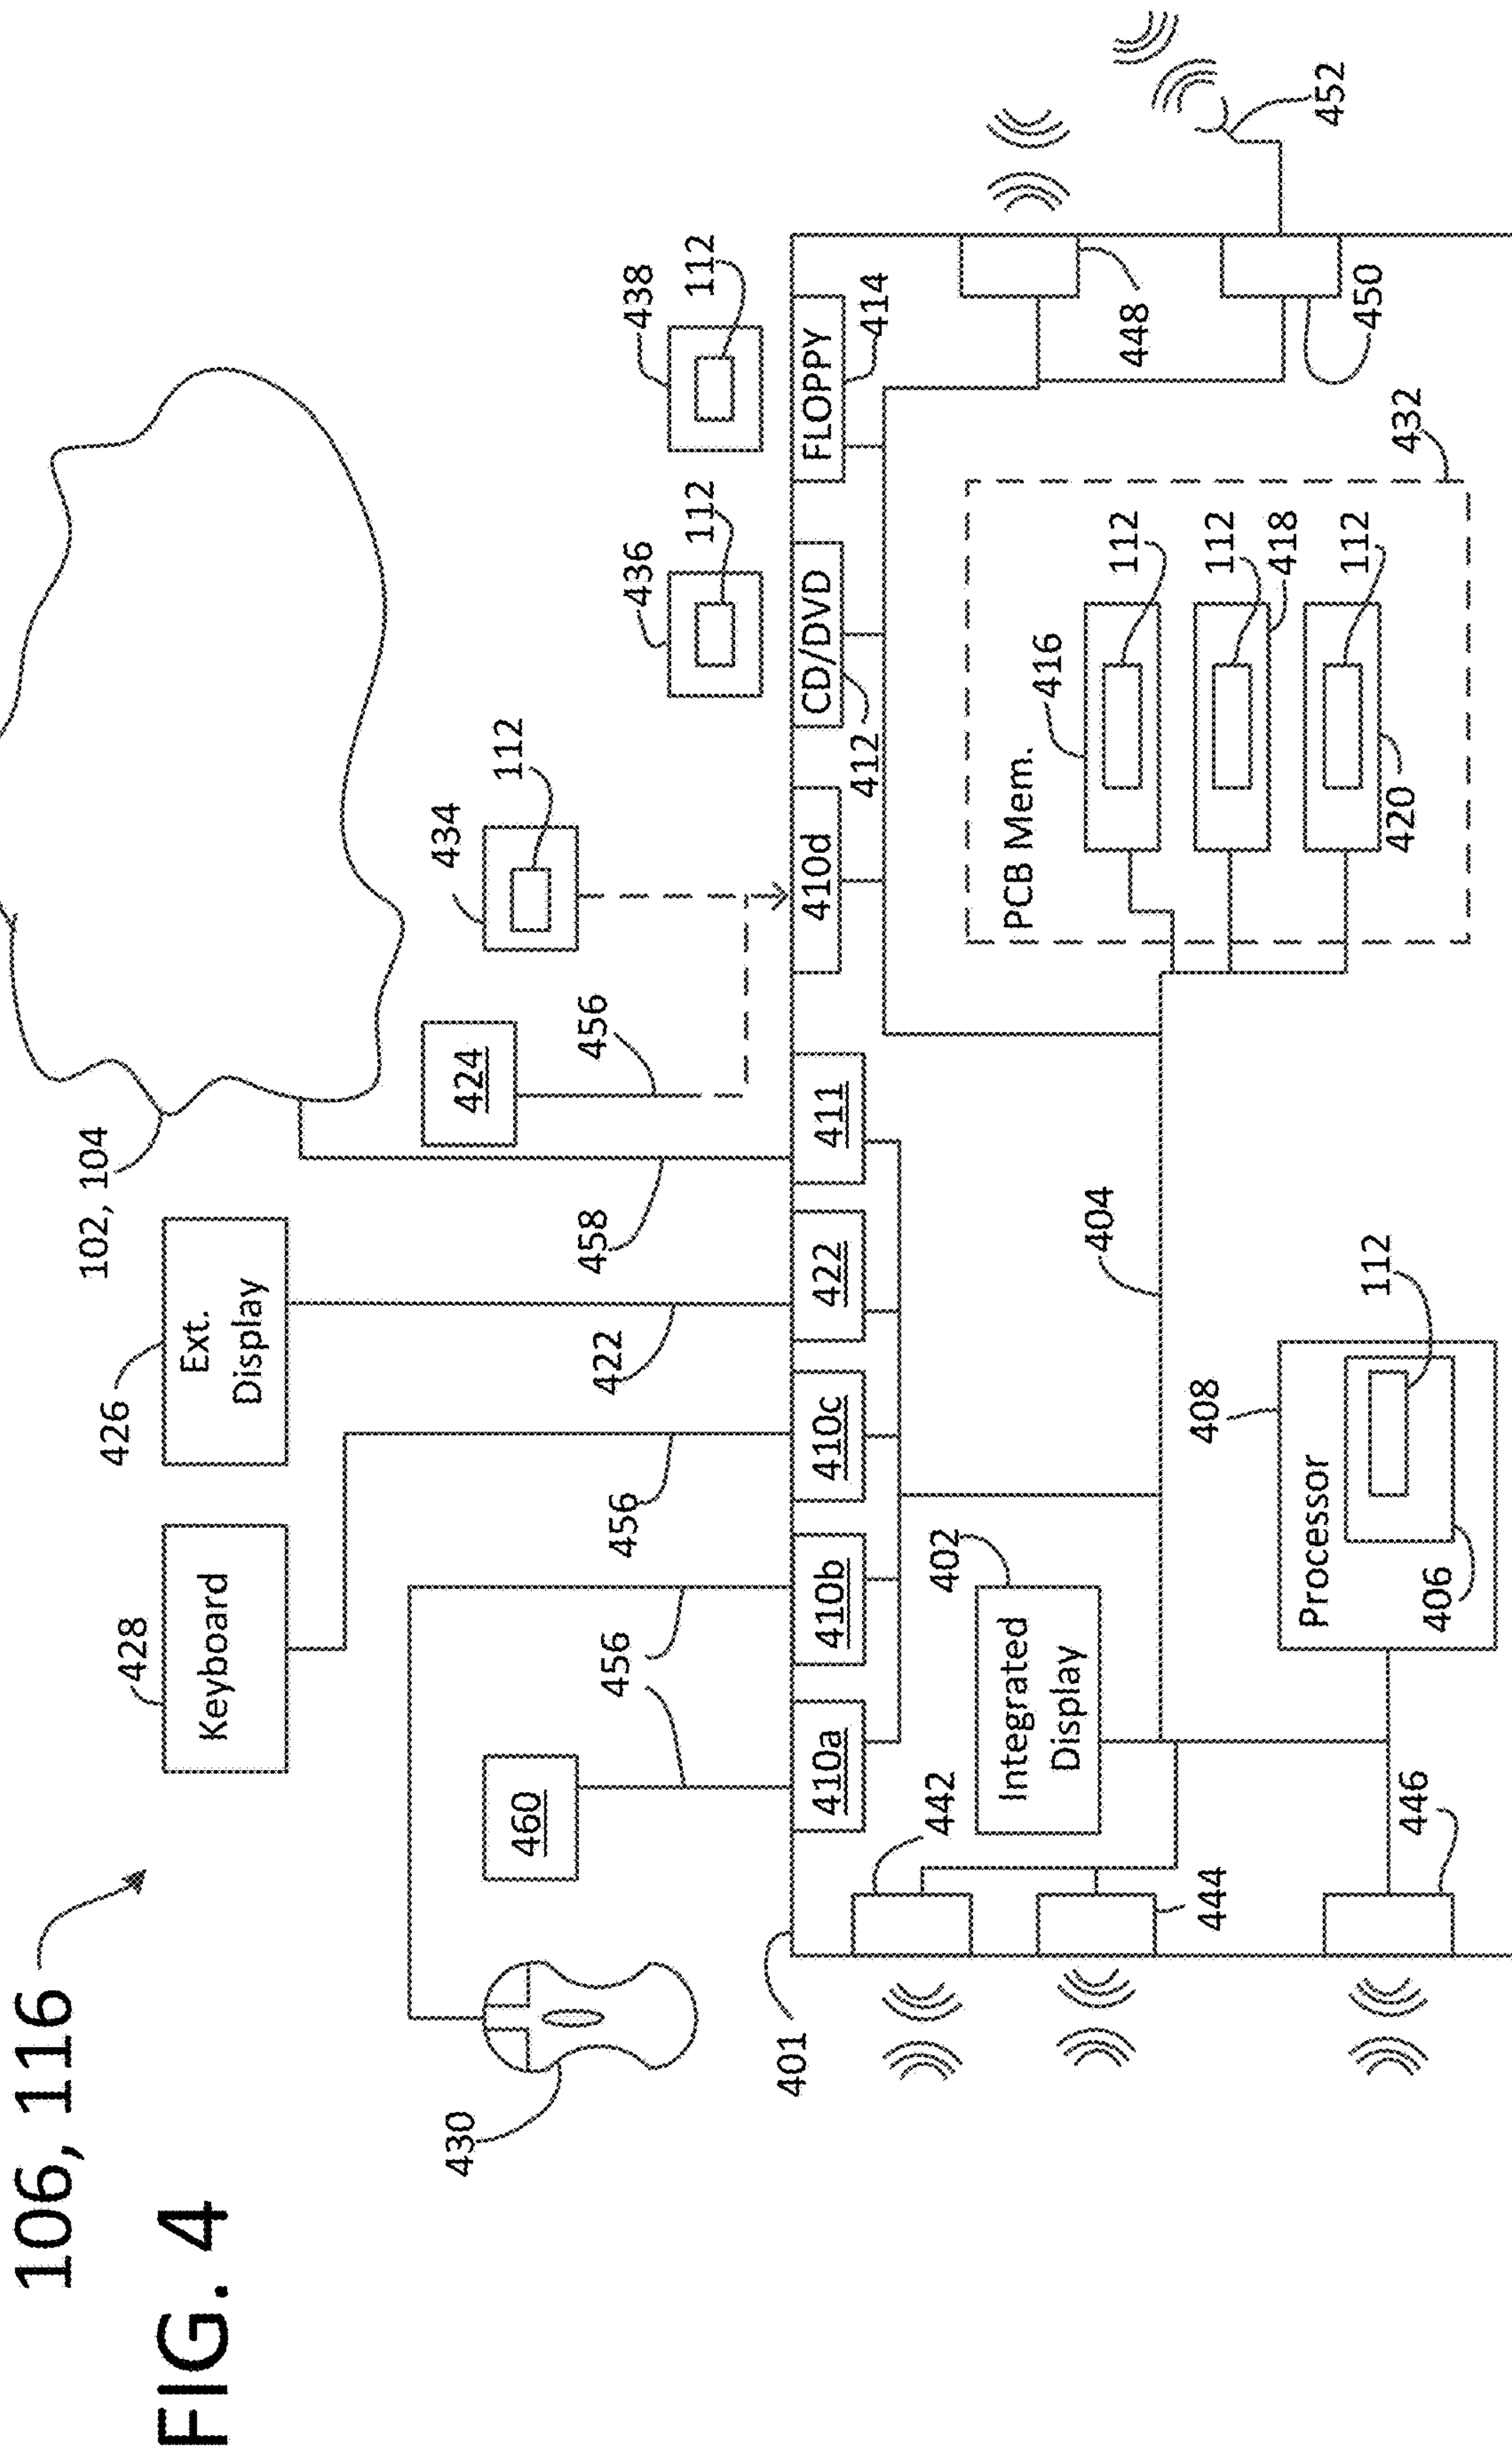 106, 116
FIG. 4
102, 104
426
Ext.
Display
428
Keyboard
430
460
424
434
112
436
112
438
112
456
456
456
422
458
401
410a
410b
410c
422
411
410d
CD/DVD
412
FLOPPY
414
442
444
446
402
Integrated
Display
404
408
Processor
112
406
PCB Mem.
416
112
112
418
112
420
432
448
450
452